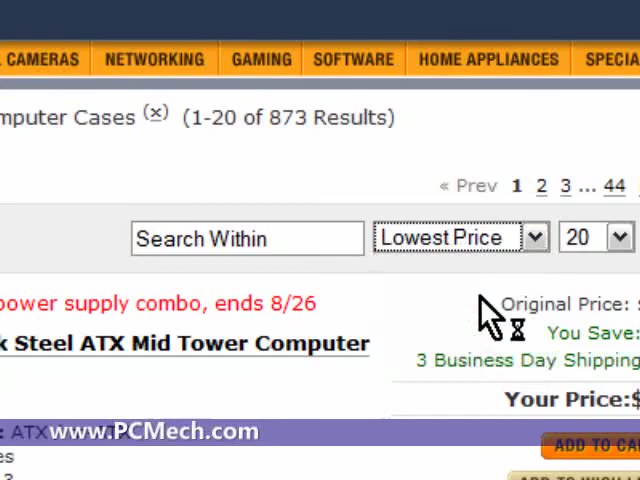 CAMERAS NETWORKING GAMING SOFTWARE HOME APPLIANCES
mputer Cases (x) (1-20 of 873 Results)
« Prev 1 2 3 ... 44
Search Within Lowest Price 20
power supply combo, ends 8/26 Original Price:
k Steel ATX Mid Tower Computer You Save:
3 Business Day Shipping
Your Price:$
: ATX www.PCMech.com
es ADD TO CA